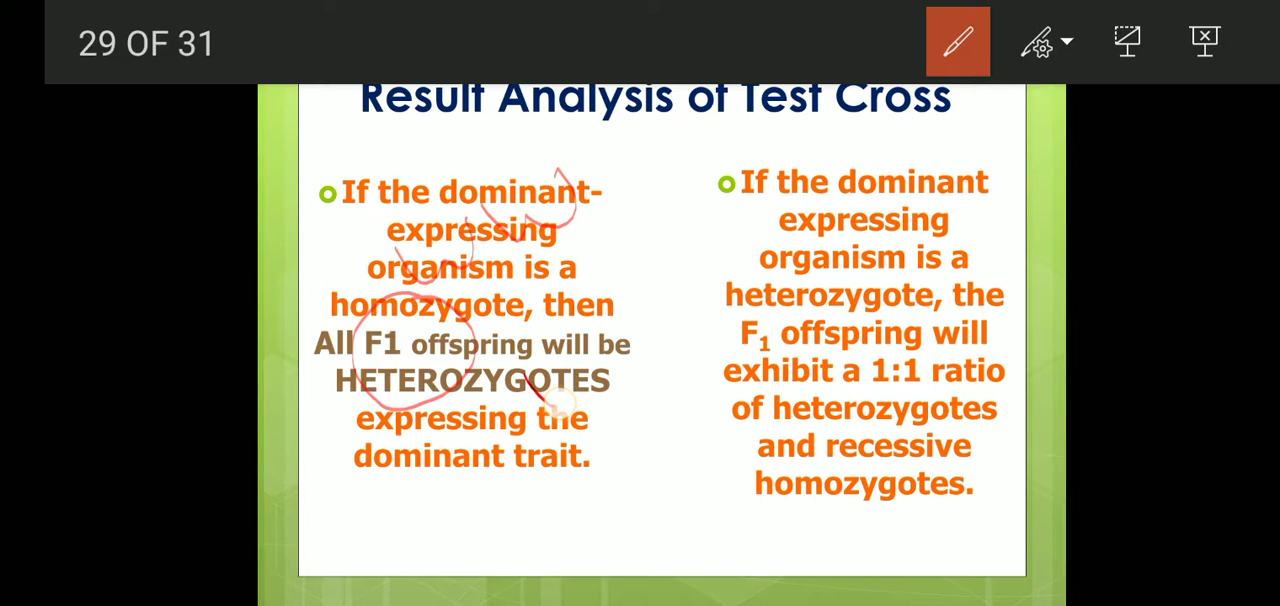 29 OF 31
Result Analysis of Test Cross
If the dominant-
expressing
organism is a
homozygote, then
All F1 offspring will be
HETEROZYGOTES
expressing the
dominant trait.
If the dominant
expressing
organism is a
heterozygote, the
F₁ offspring will
exhibit a 1:1 ratio
of heterozygotes
and recessive
homozygotes.